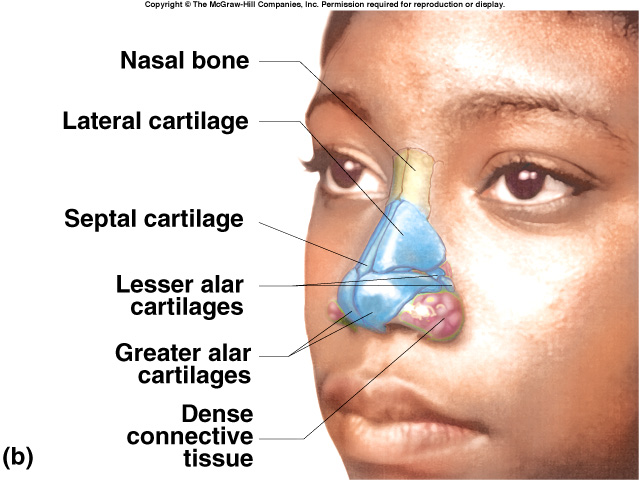 Copyright © The McGraw-Hill Companies, Inc. Permission required for reproduction or display.
Nasal bone
Lateral cartilage
Septal cartilage
Lesser alar
cartilages
Greater alar
cartilages
Dense
connective
tissue
(b)